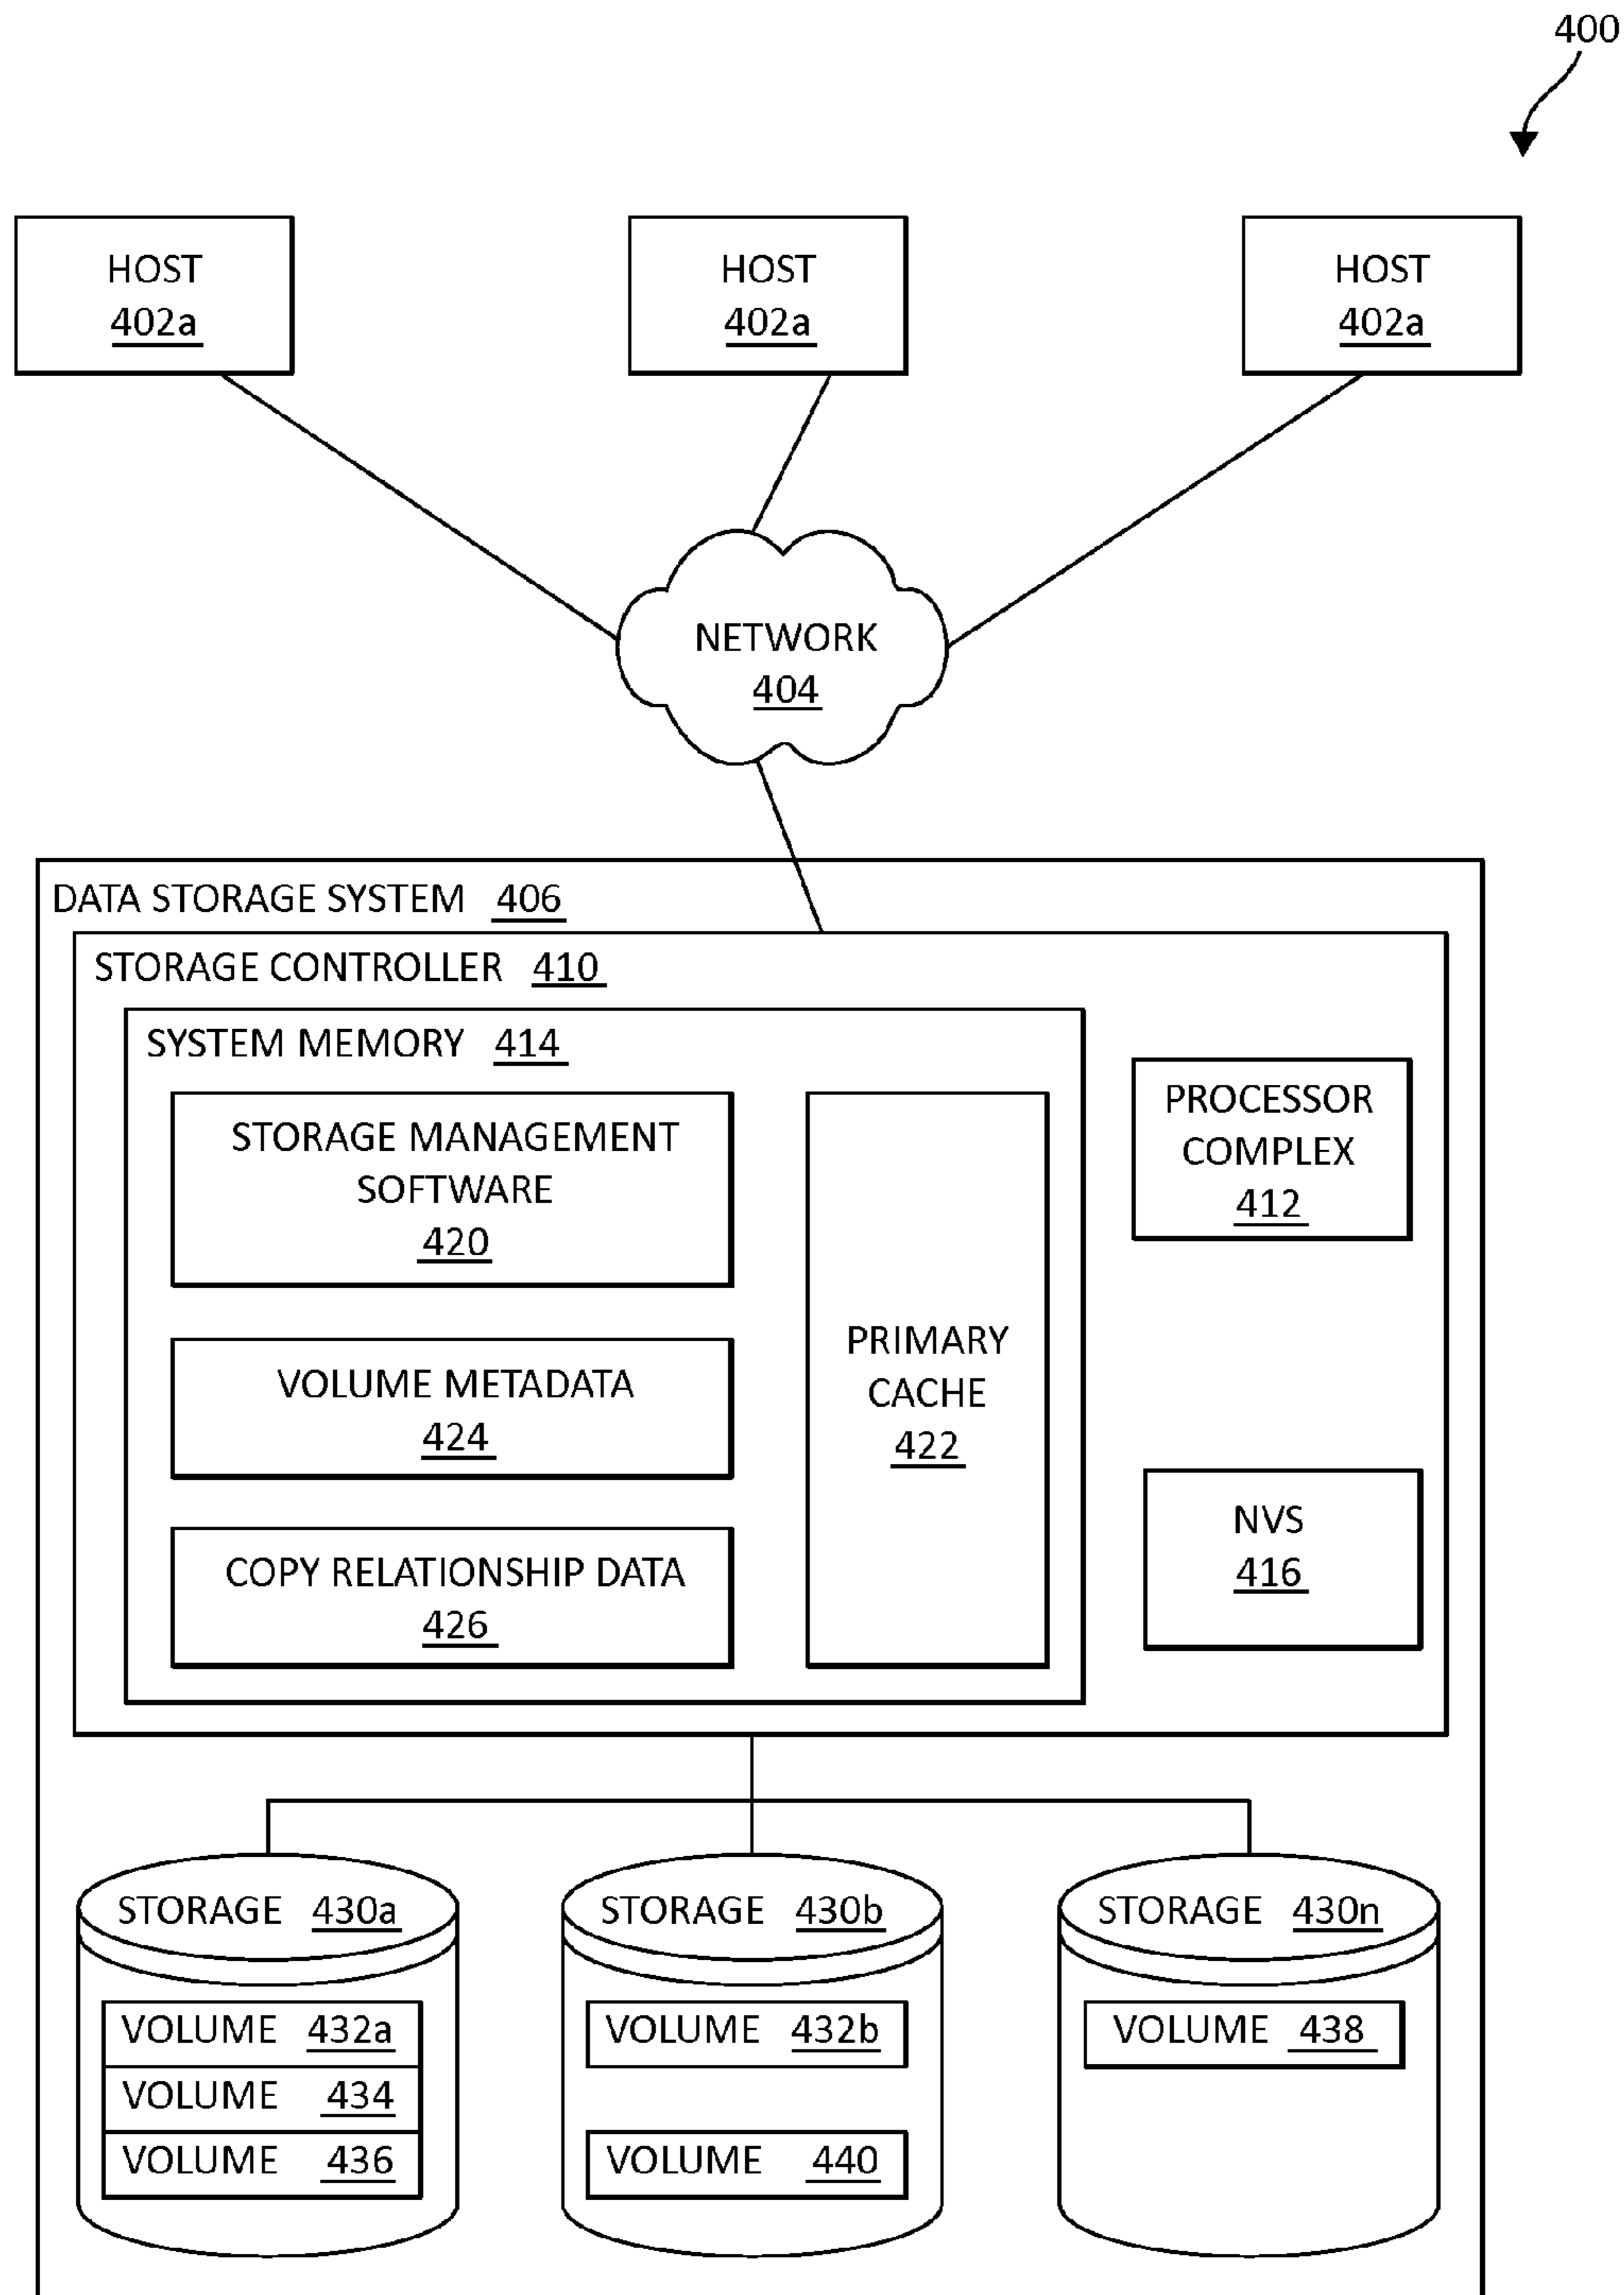 400
HOST
402a
HOST
402a
HOST
402a
NETWORK
404
DATA STORAGE SYSTEM 406
STORAGE CONTROLLER 410
SYSTEM MEMORY 414
STORAGE MANAGEMENT
SOFTWARE
420
VOLUME METADATA
424
COPY RELATIONSHIP DATA
426
PRIMARY
CACHE
422
PROCESSOR
COMPLEX
412
NVS
416
STORAGE 430a
VOLUME 432a
VOLUME 434
VOLUME 436
STORAGE 430b
VOLUME 432b
VOLUME 440
STORAGE 430n
VOLUME 438